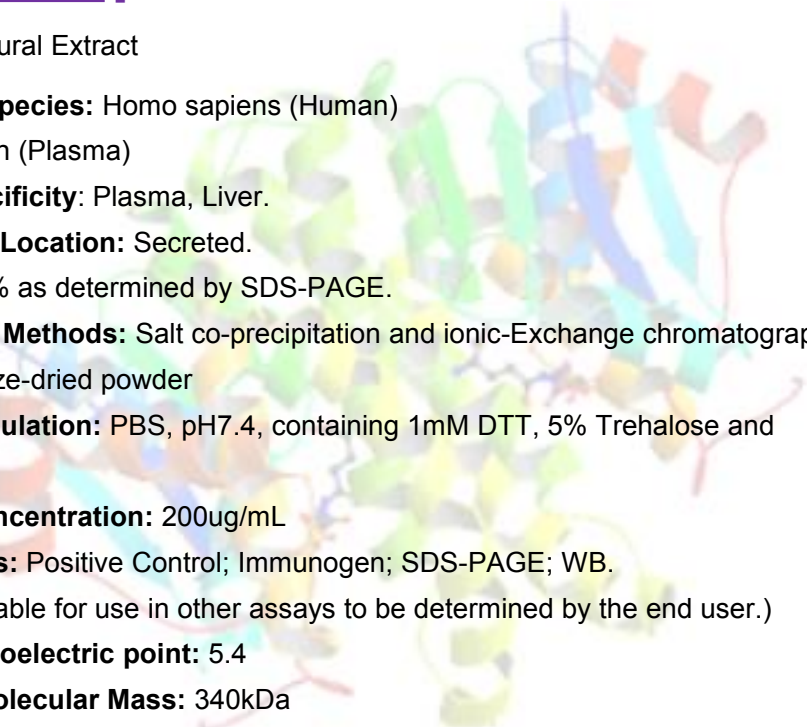 ural Extract
pecies: Homo sapiens (Human)
n (Plasma)
cificity: Plasma, Liver.
Location: Secreted.
% as determined by SDS-PAGE.
Methods: Salt co-precipitation and ionic-Exchange chromatograp
ze-dried powder
ulation: PBS, pH7.4, containing 1mM DTT, 5% Trehalose and
ncentration: 200ug/mL
s: Positive Control; Immunogen; SDS-PAGE; WB.
able for use in other assays to be determined by the end user.)
oelectric point: 5.4
olecular Mass: 340kDa